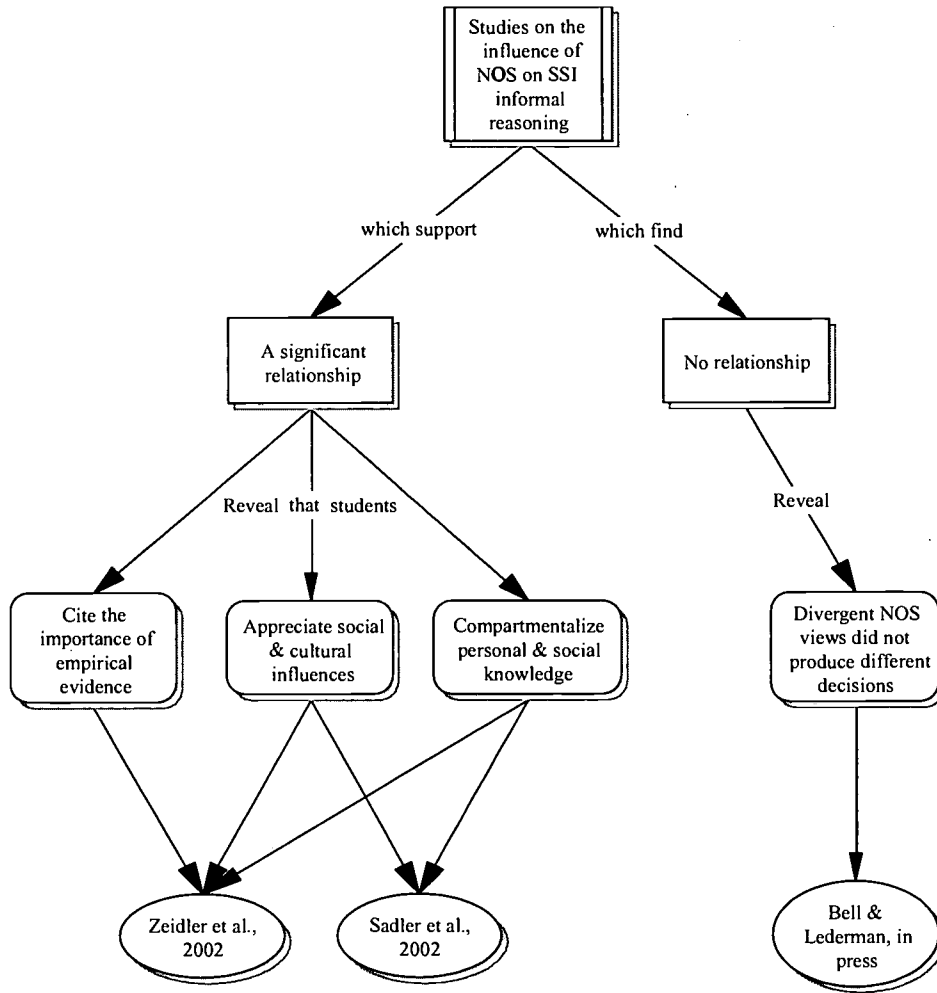 Studies on the
influence of
NOS on SSI
informal
reasoning
which support
which find
A significant
relationship
No relationship
Reveal that students
Reveal
Cite the
importance of
empirical
evidence
Appreciate social
& cultural
influences
Compartmentalize
personal & social
knowledge
Divergent NOS
views did not
produce different
decisions
Zeidler et al.,
2002
Sadler et al.,
2002
Bell &
Lederman, in
press